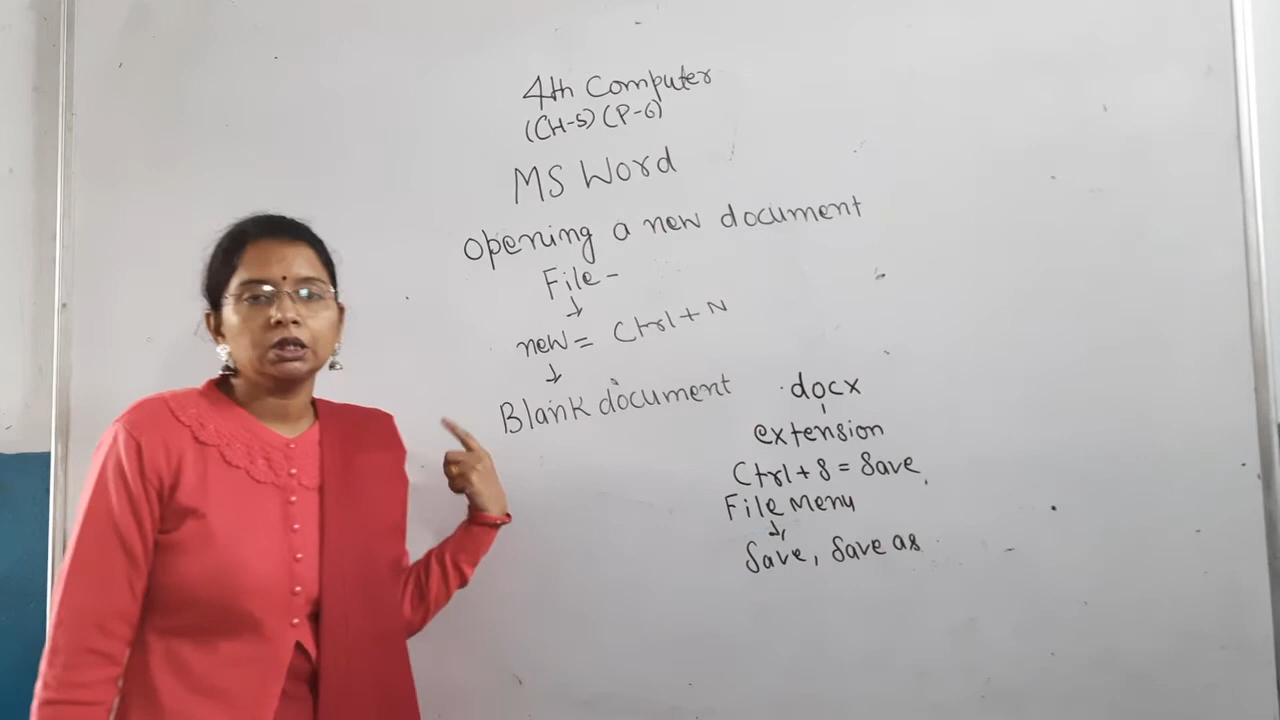 4th Computer
(CH-5) (P-6)
MS Word
opening a new document
File -
↓
new = Ctrl + N
↓
Blank document
.docx
extension
Ctrl + S = Save
File Menu
↓
Save, Save as